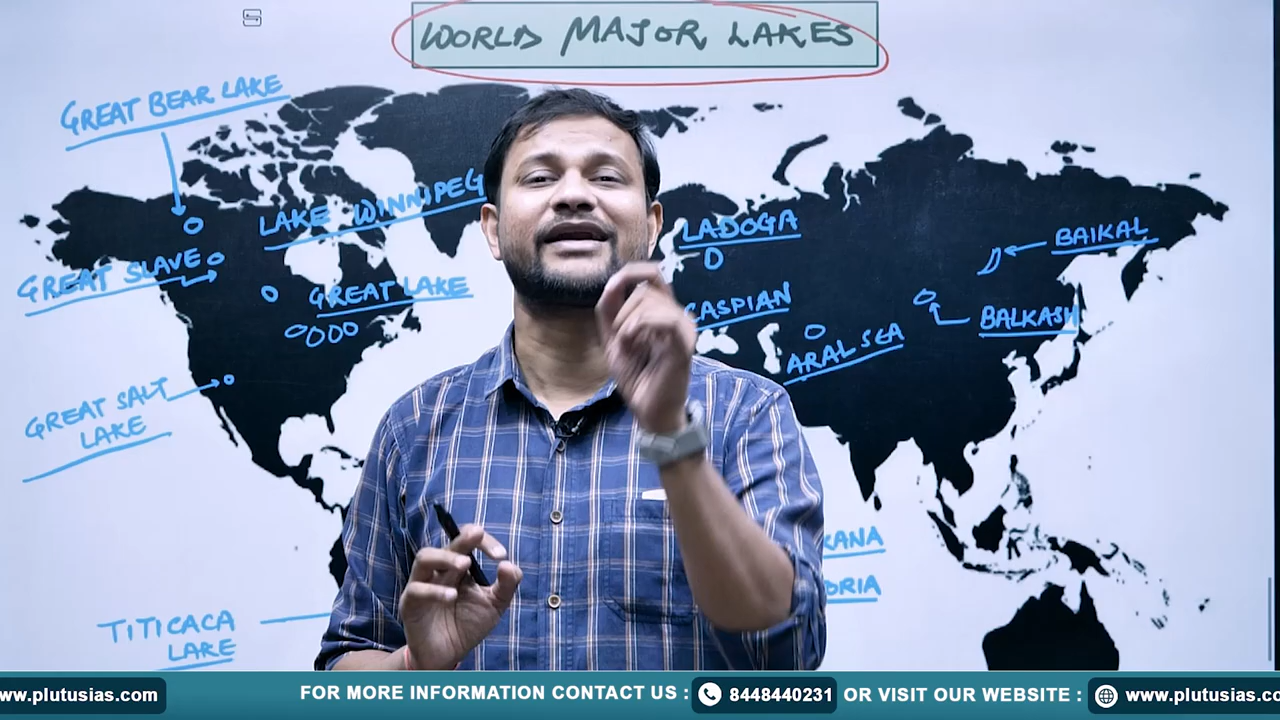 WORLD MAJOR LAKES
GREAT BEAR LAKE
LAKE WINNIPEG
LADOGA
BAIKAL
GREAT SLAVE
GREAT LAKE
CASPIAN
BALKASH
ARAL SEA
GREAT SALT
LAKE
KANA
ORIA
TITICACA
LAKE
www.plutusias.com FOR MORE INFORMATION CONTACT US : 8448440231 OR VISIT OUR WEBSITE : www.plutusias.co